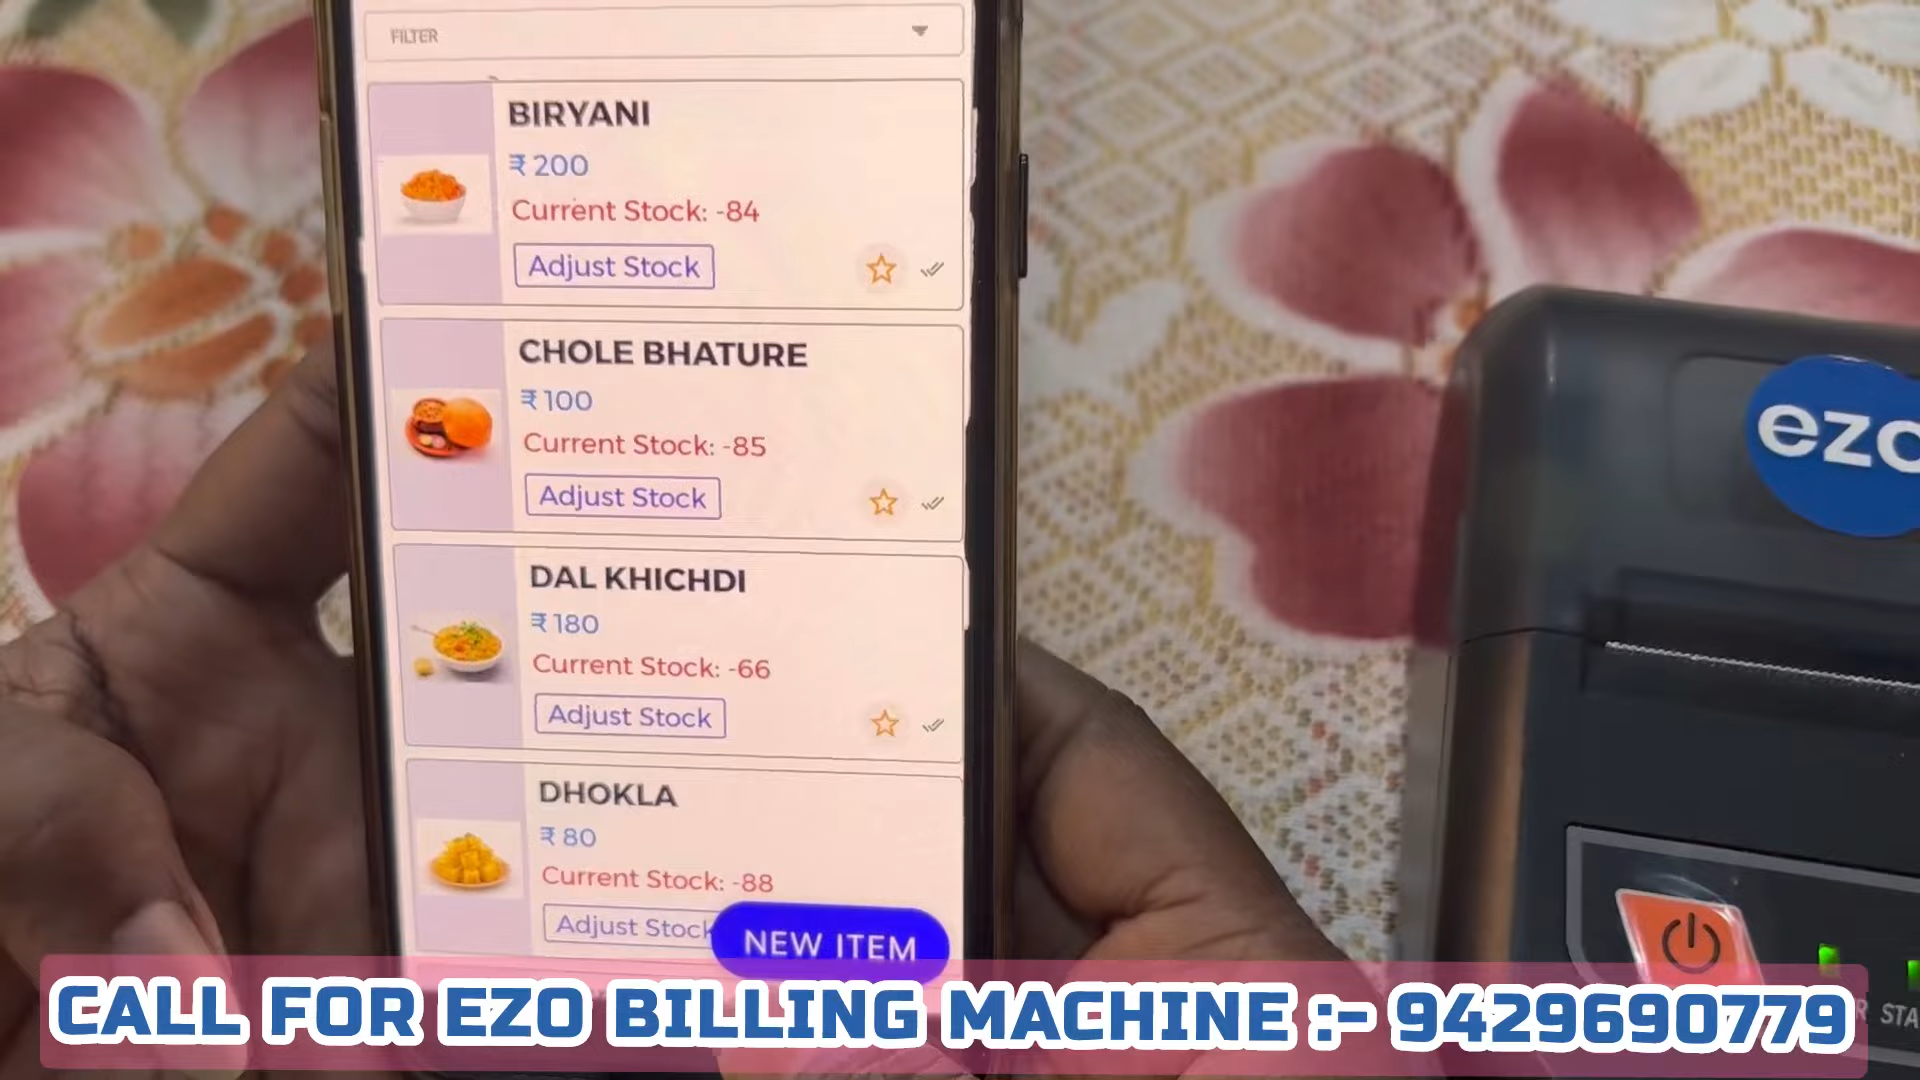 FILTER
BIRYANI
₹ 200
Current Stock: -84
Adjust Stock
CHOLE BHATURE
₹ 100
Current Stock: -85
Adjust Stock
DAL KHICHDI
₹ 180
Current Stock: -66
Adjust Stock
DHOKLA
₹ 80
Current Stock: -88
Adjust Stock
NEW ITEM
ezo
CALL FOR EZO BILLING MACHINE :- 9429690779